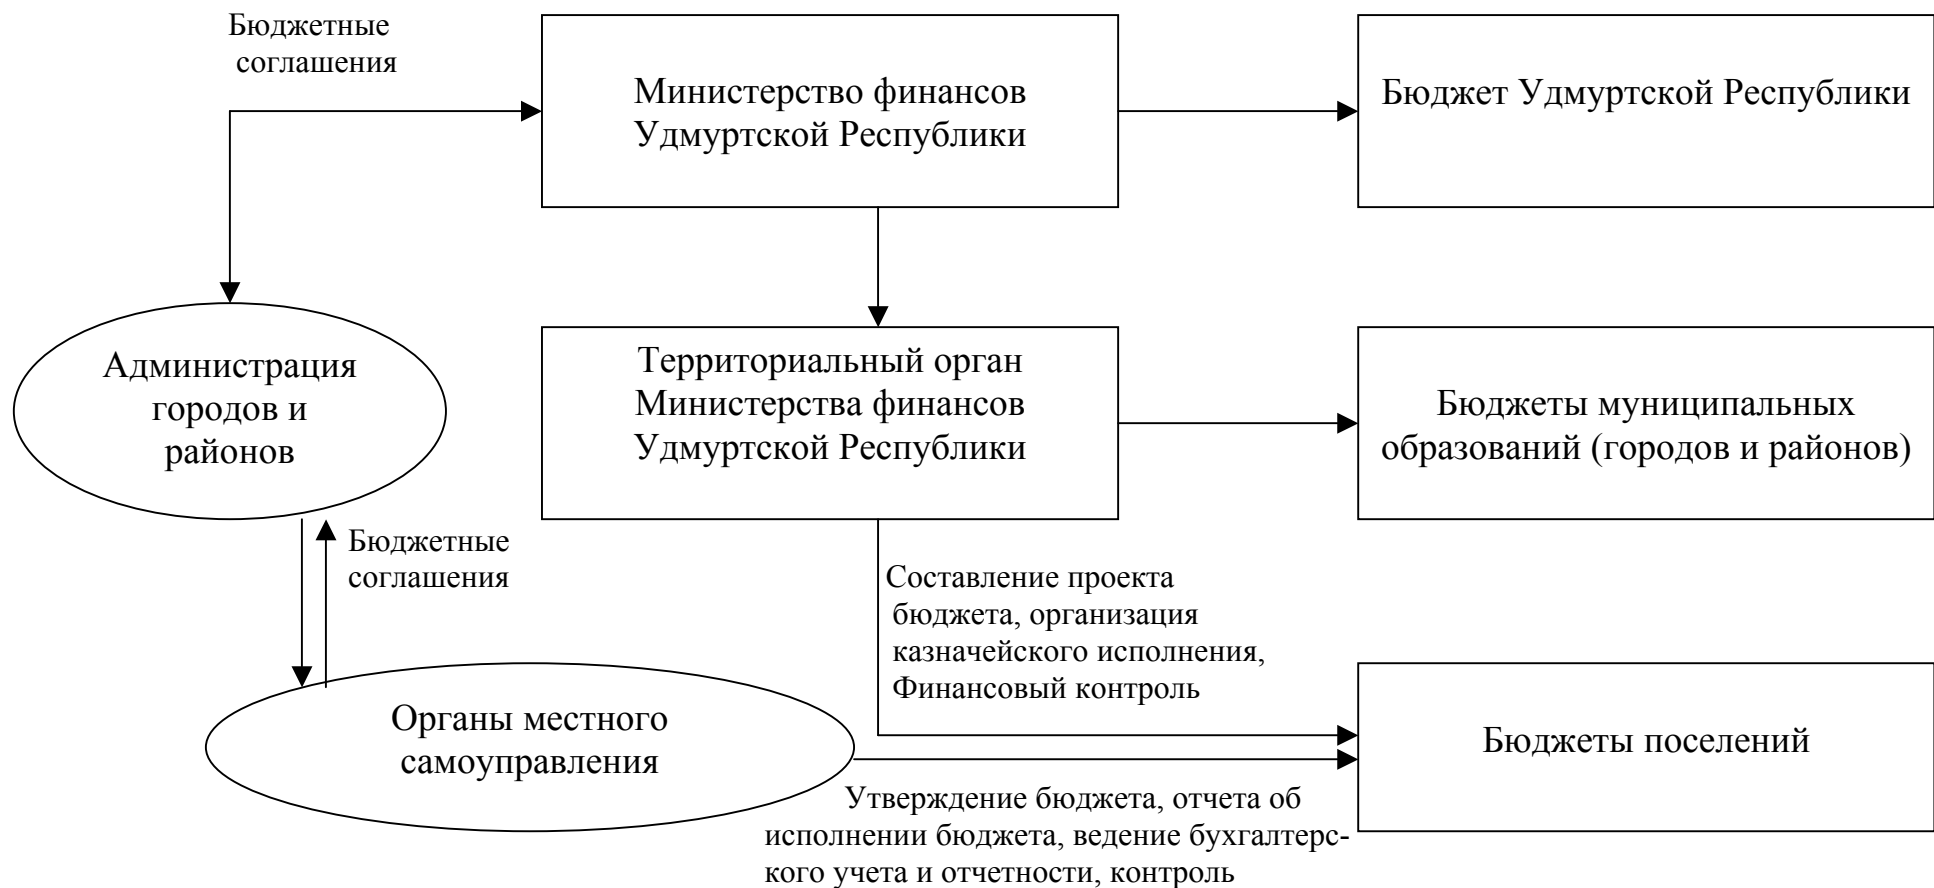 Бюджетные
соглашения
Министерство финансов
Удмуртской Республики
Бюджет Удмуртской Республики
Администрация
городов и
районов
Территориальный орган
Министерства финансов
Удмуртской Республики
Бюджеты муниципальных
образований (городов и районов)
Бюджетные
соглашения
Составление проекта
бюджета, организация
казначейского исполнения,
Финансовый контроль
Органы местного
самоуправления
Бюджеты поселений
Утверждение бюджета, отчета об
исполнении бюджета, ведение бухгалтерс-
кого учета и отчетности, контроль